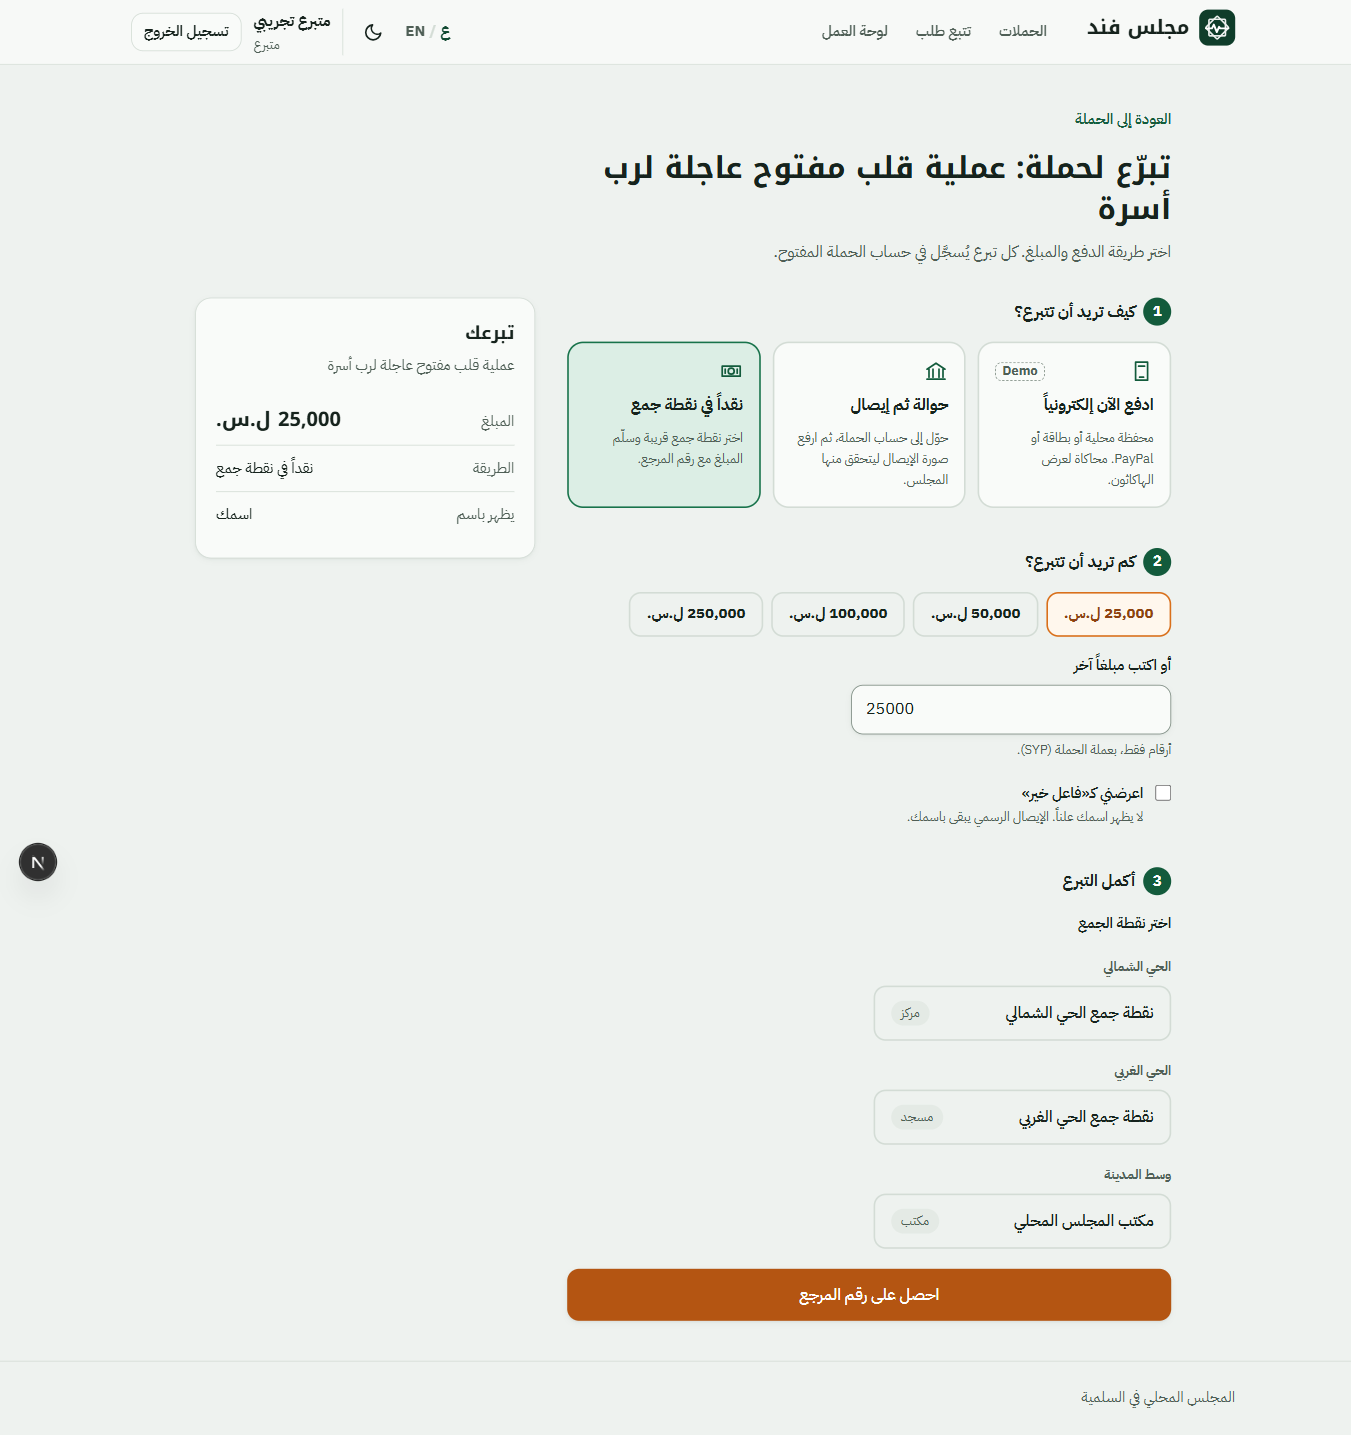 مجلس فند
الحملات
تتبع طلب
لوحة العمل
ع / EN
متبرع تجريبي
متبرع
تسجيل الخروج
العودة إلى الحملة
تبرّع لحملة: عملية قلب مفتوح عاجلة لرب
أسرة
اختر طريقة الدفع والمبلغ. كل تبرع يُسجَّل في حساب الحملة المفتوح.
1 كيف تريد أن تتبرع؟
Demo
ادفع الآن إلكترونياً
محفظة محلية أو بطاقة أو
PayPal. محاكاة لعرض
الهاكاثون.
حوالة ثم إيصال
حوّل إلى حساب الحملة، ثم ارفع
صورة الإيصال ليتحقق منها
المجلس.
نقداً في نقطة جمع
اختر نقطة جمع قريبة وسلّم
المبلغ مع رقم المرجع.
2 كم تريد أن تتبرع؟
25,000 ل.س.
50,000 ل.س.
100,000 ل.س.
250,000 ل.س.
أو اكتب مبلغاً آخر
25000
أرقام فقط، بعملة الحملة (SYP).
اعرضني كـ«فاعل خير»
لا يظهر اسمك علناً. الإيصال الرسمي يبقى باسمك.
3 أكمل التبرع
اختر نقطة الجمع
الحي الشمالي
نقطة جمع الحي الشمالي
مركز
الحي الغربي
نقطة جمع الحي الغربي
مسجد
وسط المدينة
مكتب المجلس المحلي
مكتب
احصل على رقم المرجع
تبرعك
عملية قلب مفتوح عاجلة لرب أسرة
المبلغ 25,000 ل.س.
الطريقة نقداً في نقطة جمع
يظهر باسم اسمك
N
المجلس المحلي في السلمية